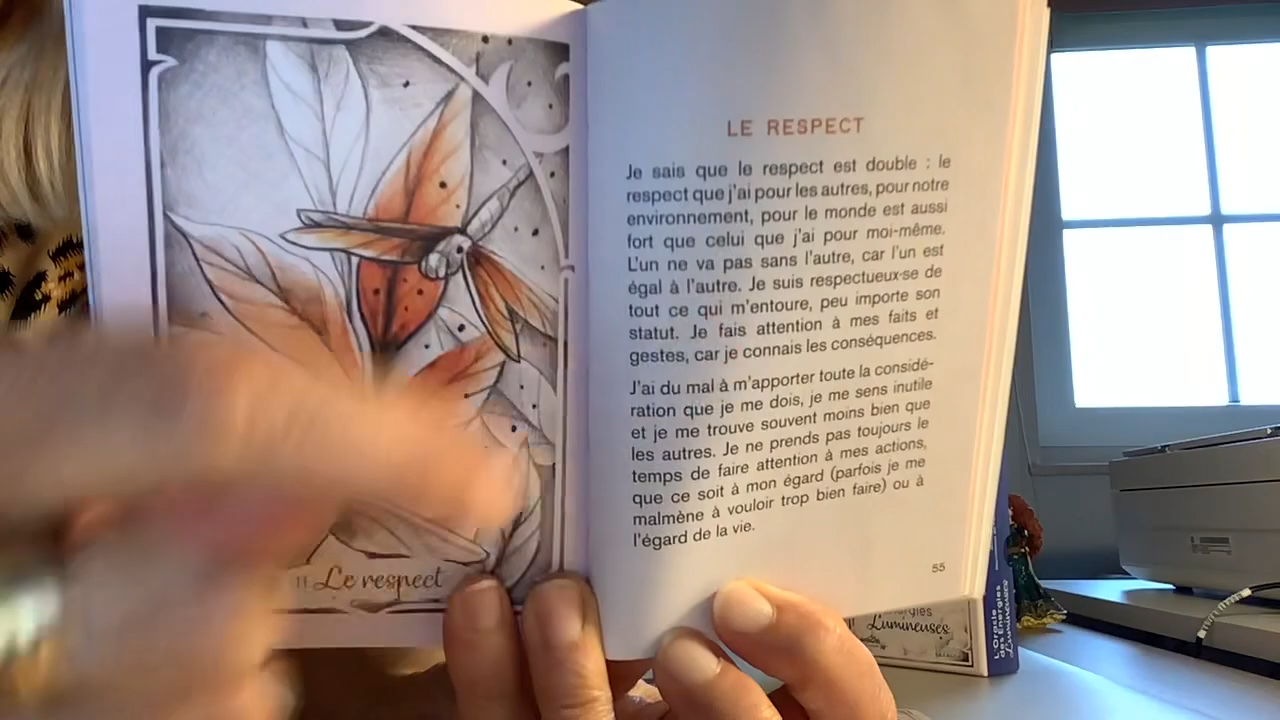 LE RESPECT
Je sais que le respect est double : le
respect que j'ai pour les autres, pour notre
environnement, pour le monde est aussi
fort que celui que j'ai pour moi-même.
L'un ne va pas sans l'autre, car l'un est
égal à l'autre. Je suis respectueux·se de
tout ce qui m'entoure, peu importe son
statut. Je fais attention à mes faits et
gestes, car je connais les conséquences.
J'ai du mal à m'apporter toute la considé-
ration que je me dois, je me sens inutile
et je me trouve souvent moins bien que
les autres. Je ne prends pas toujours le
temps de faire attention à mes actions,
que ce soit à mon égard (parfois je me
malmène à vouloir trop bien faire) ou à
l'égard de la vie.
55
11 Le respect
Lumineuses
L'Oracle
des Énergies
Lumineuses